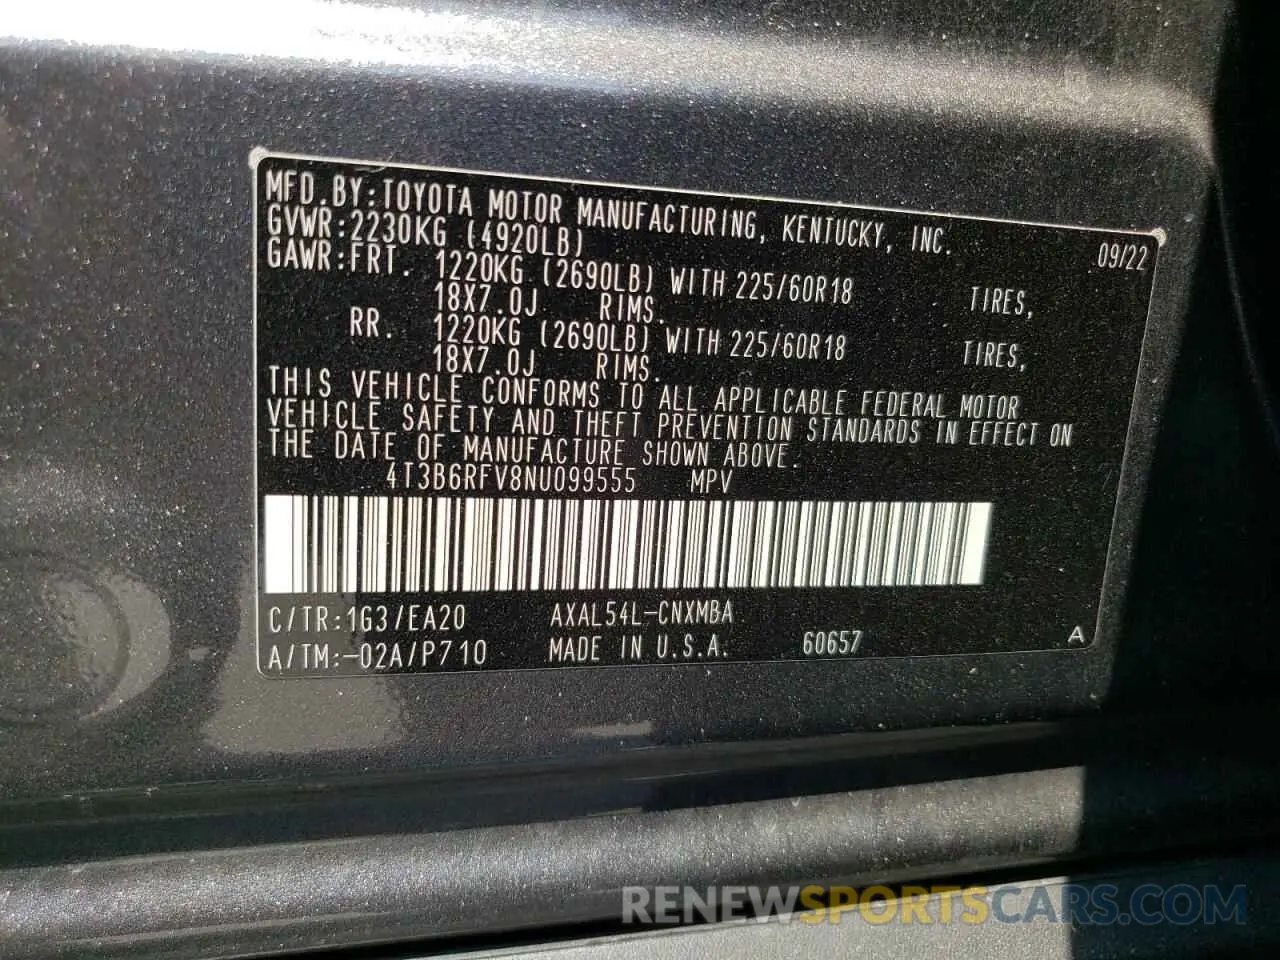 MFD.BY:TOYOTA MOTOR MANUFACTURING, KENTUCKY, INC.
GVWR:2230KG (4920LB) 09/22
GAWR:FRT. 1220KG (2690LB) WITH 225/60R18 TIRES,
18X7.0J RIMS.
RR. 1220KG (2690LB) WITH 225/60R18 TIRES,
18X7.0J RIMS.
THIS VEHICLE CONFORMS TO ALL APPLICABLE FEDERAL MOTOR
VEHICLE SAFETY AND THEFT PREVENTION STANDARDS IN EFFECT ON
THE DATE OF MANUFACTURE SHOWN ABOVE.
4T3B6RFV8NU099555 MPV
C/TR:1G3/EA20 AXAL54L-CNXMBA
A/TM:-02A/P710 MADE IN U.S.A. 60657 A
RENEWSPORTSCARS.COM